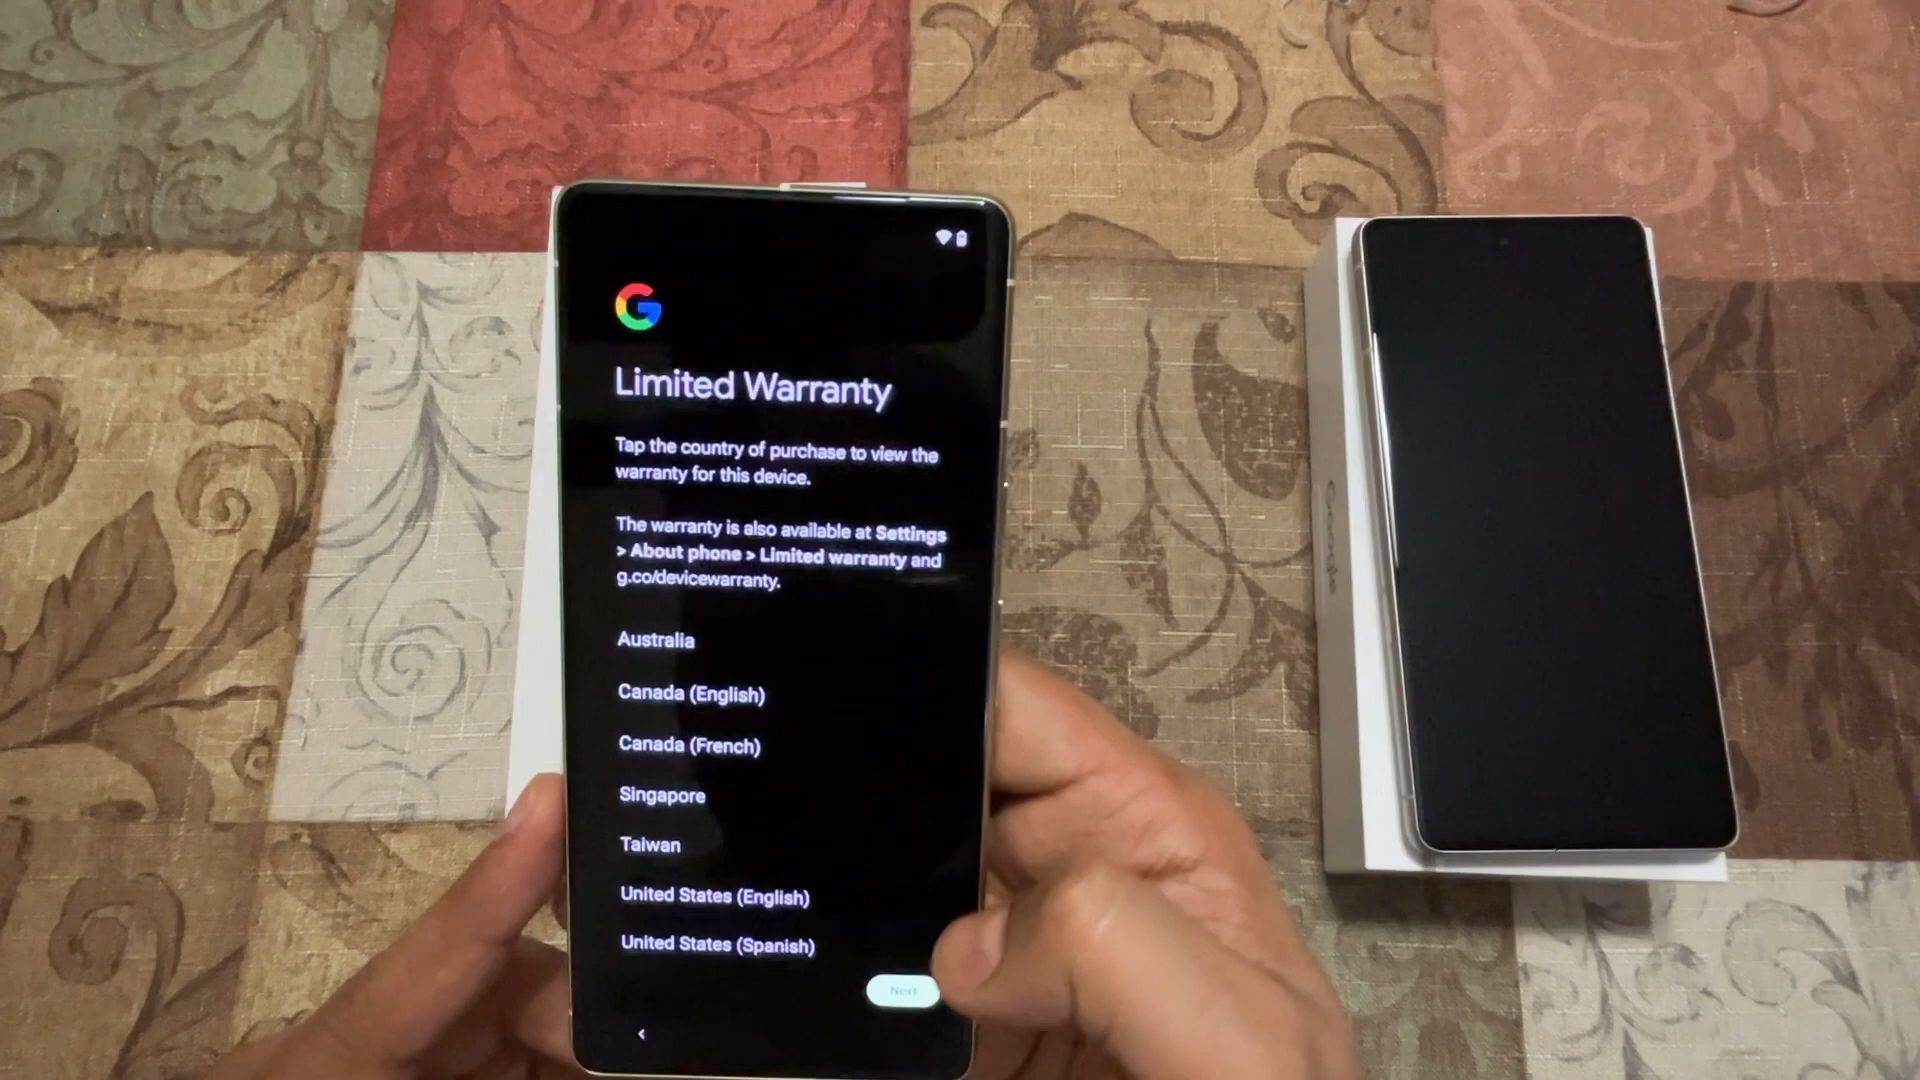 Limited Warranty
Tap the country of purchase to view the
warranty for this device.
The warranty is also available at Settings
> About phone > Limited warranty and
g.co/devicewarranty.
Australia
Canada (English)
Canada (French)
Singapore
Taiwan
United States (English)
United States (Spanish)
Next
Google